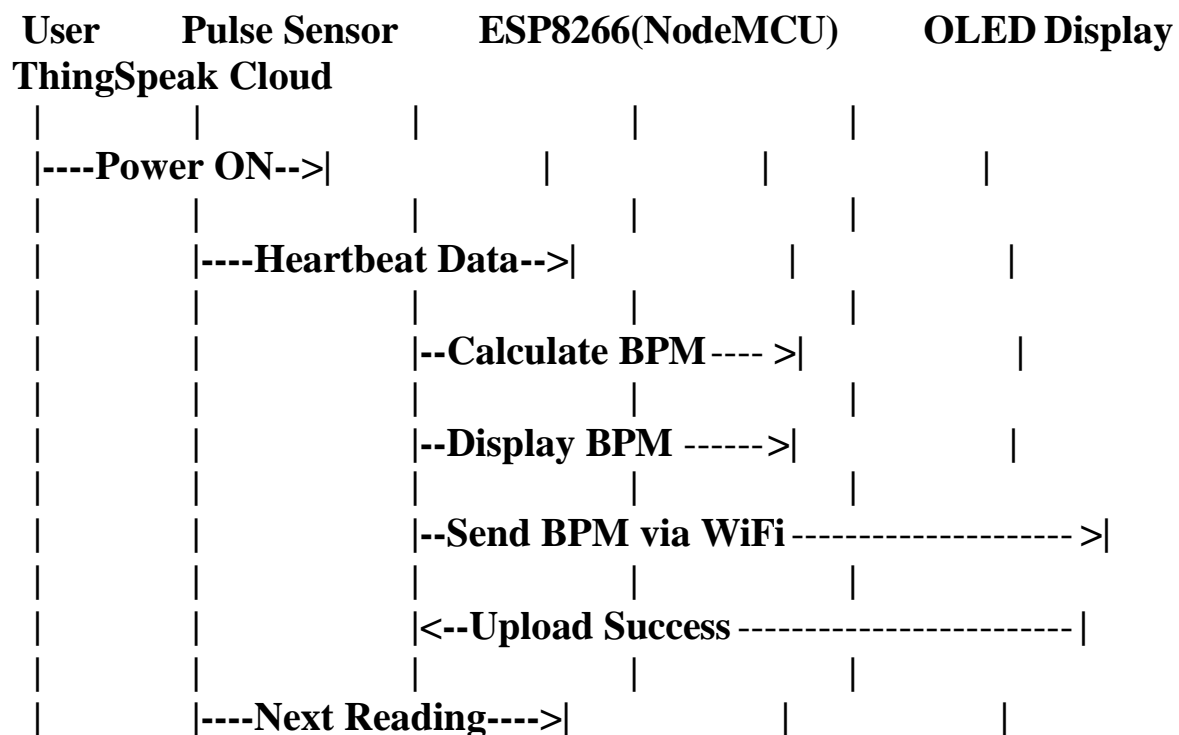 User Pulse Sensor ESP8266(NodeMCU) OLED Display
ThingSpeak Cloud
| | | | |
|----Power ON-->| | | |
| | | | |
| |----Heartbeat Data-->| | |
| | | | |
| | |--Calculate BPM---- >| |
| | | | |
| | |--Display BPM ------>| |
| | | | |
| | |--Send BPM via WiFi--------------------- >|
| | | | |
| | |<--Upload Success-------------------------|
| | | | |
| |----Next Reading---->| | |